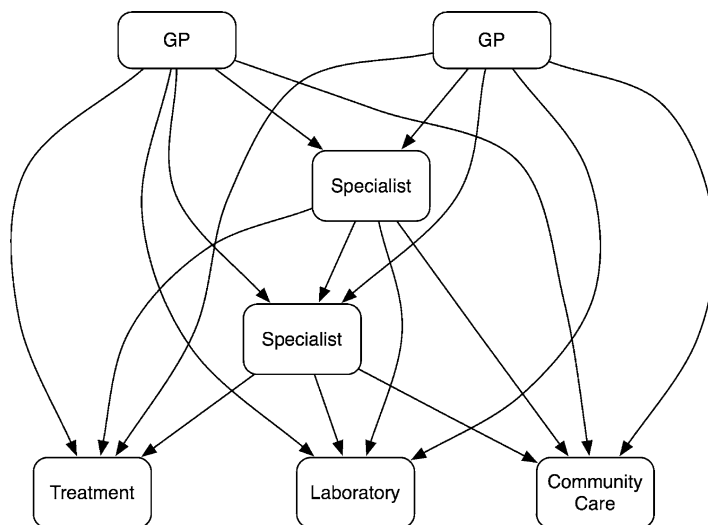 GP
GP
Specialist
Specialist
Treatment
Laboratory
Community
Care